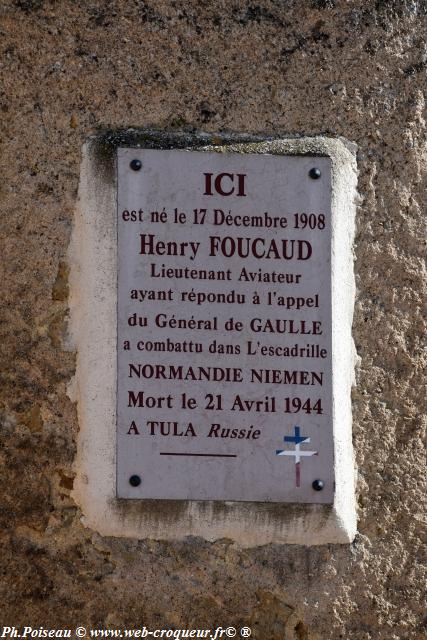 ICI
est né le 17 Décembre 1908
Henry FOUCAUD
Lieutenant Aviateur
ayant répondu à l'appel
du Général de GAULLE
a combattu dans L'escadrille
NORMANDIE NIEMEN
Mort le 21 Avril 1944
A TULA Russie
Ph.Poiseau ©www-web-croqueur.fr© ®